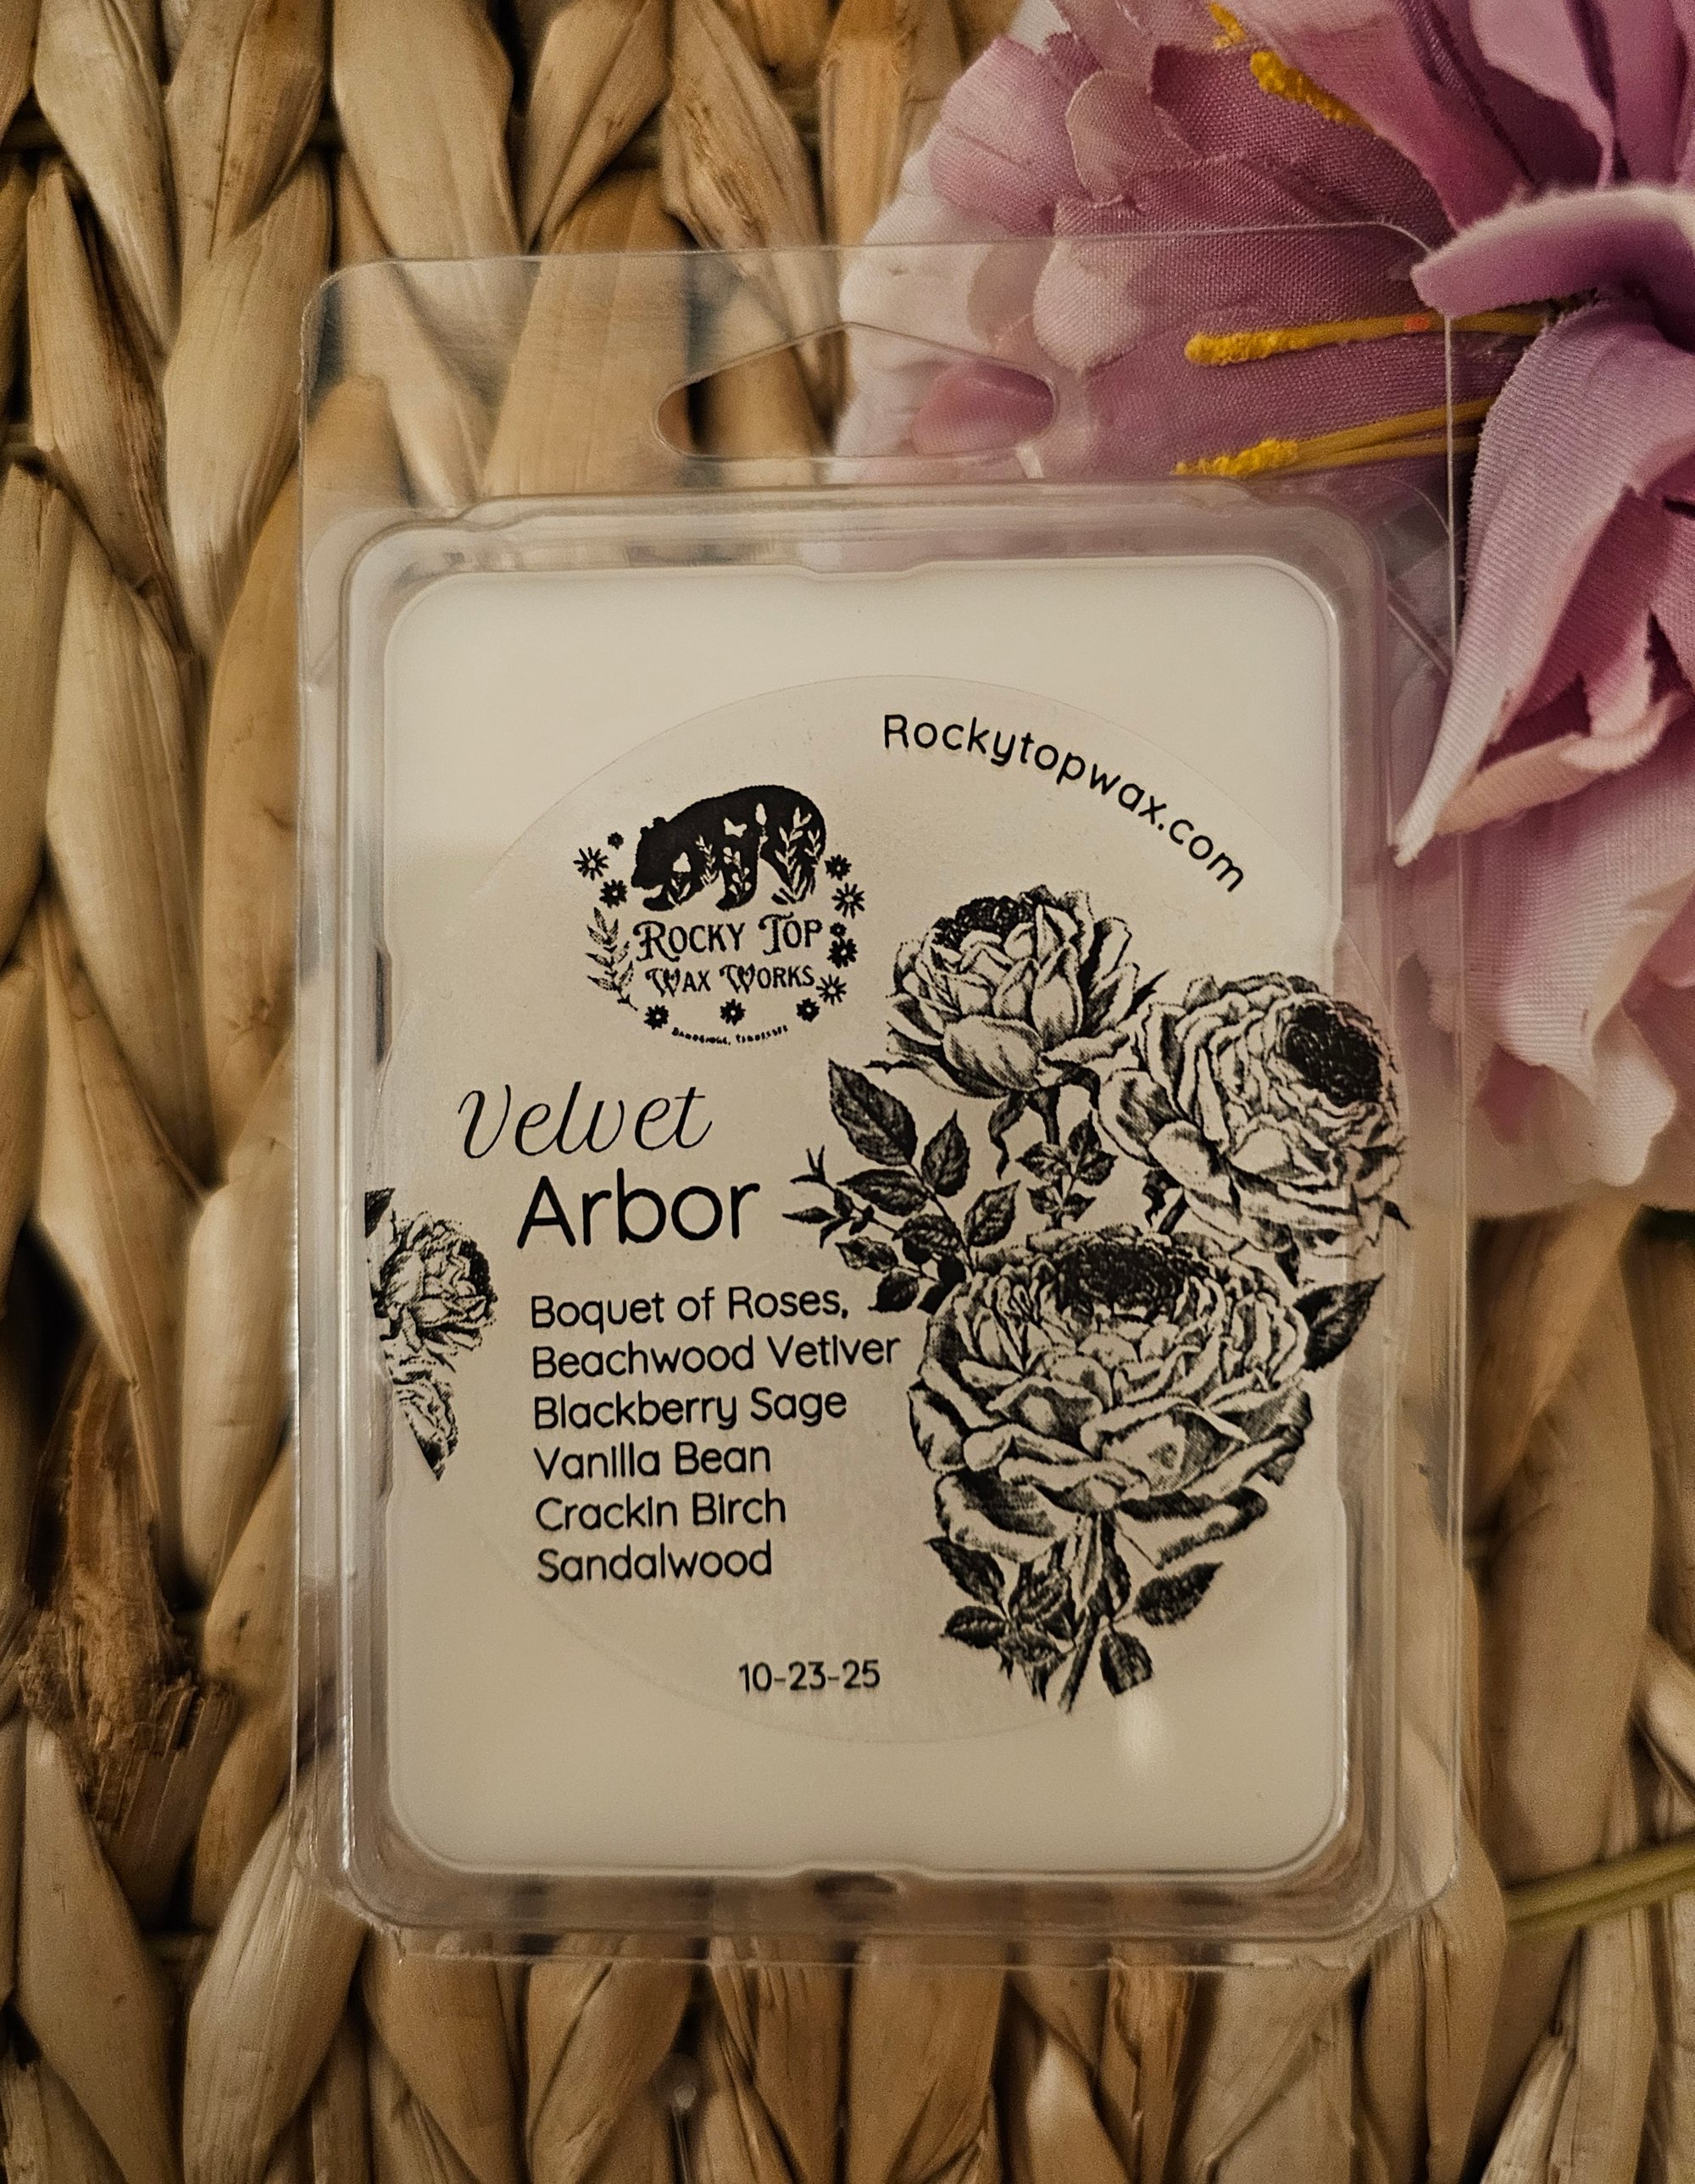 Rockytopwax.com
Rocky Top
Wax Works
Velvet
Arbor
Boquet of Roses,
Beachwood Vetiver
Blackberry Sage
Vanilla Bean
Crackin Birch
Sandalwood
10-23-25